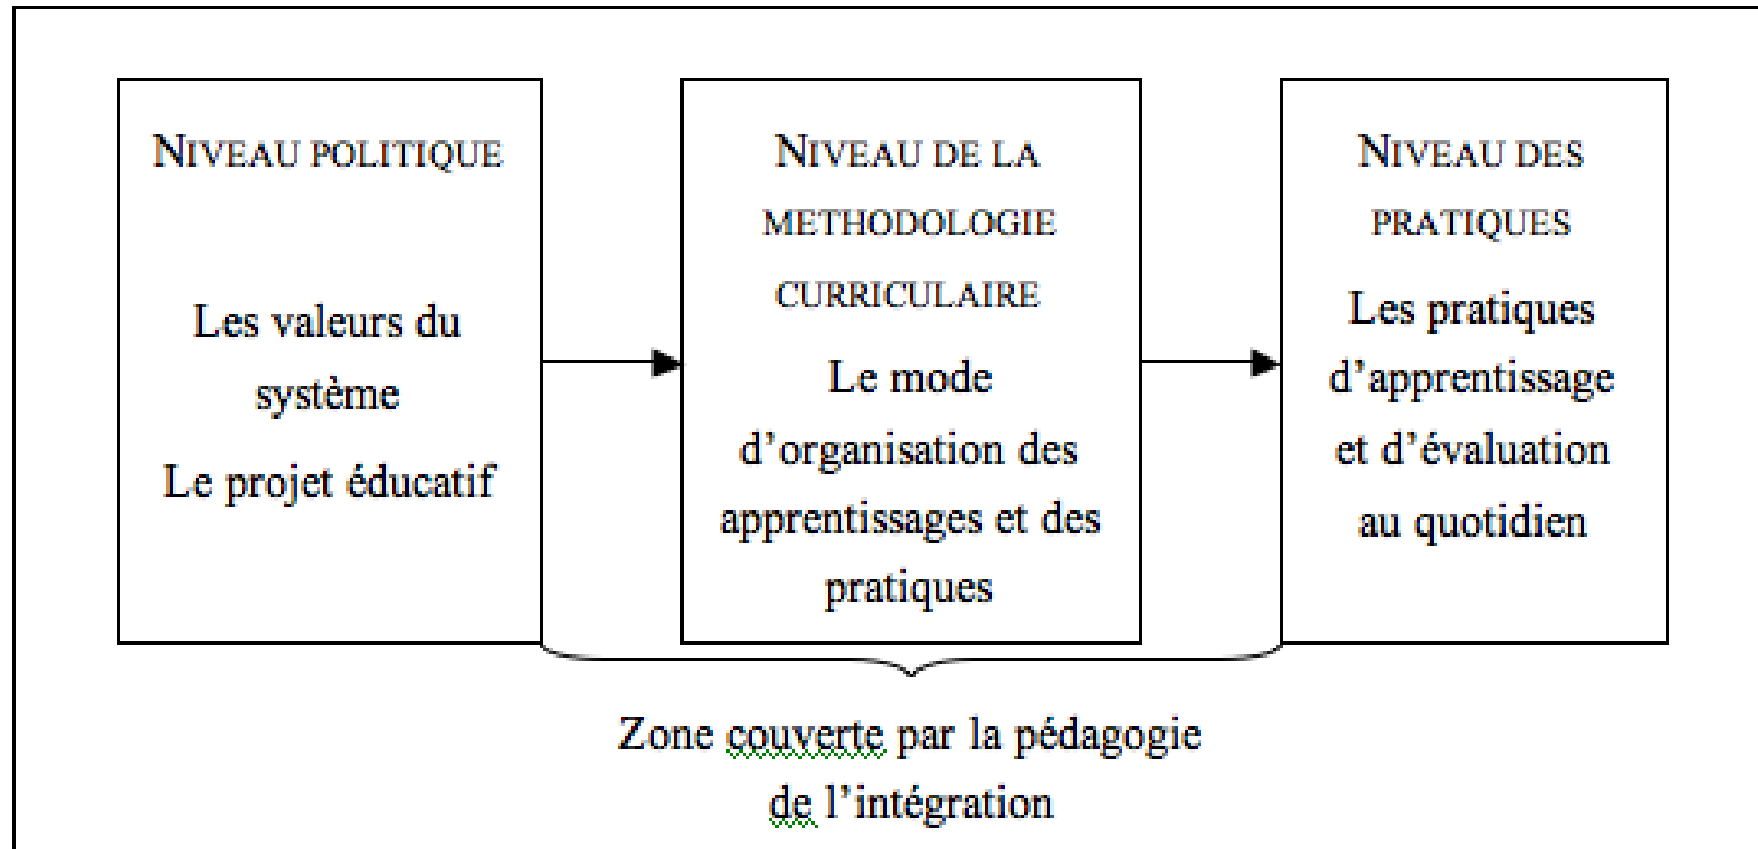 NIVEAU POLITIQUE
Les valeurs du
système
Le projet éducatif
NIVEAU DE LA
METHODOLOGIE
CURRICULAIRE
Le mode
d’organisation des
apprentissages et des
pratiques
NIVEAU DES
PRATIQUES
Les pratiques
d’apprentissage
et d’évaluation
au quotidien
Zone couverte par la pédagogie
de l’intégration